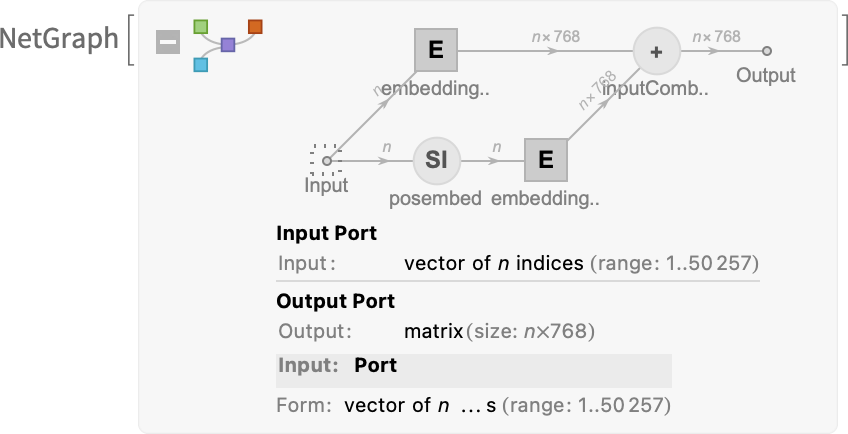 NetGraph
E
n×768
+
n×768
Output
embedding..
inputComb..
n
n×768
Input
n
SI
n
E
posembed
embedding..
Input Port
Input: vector of n indices (range: 1..50 257)
Output Port
Output: matrix (size: n×768)
Input: Port
Form: vector of n ...s (range: 1..50 257)